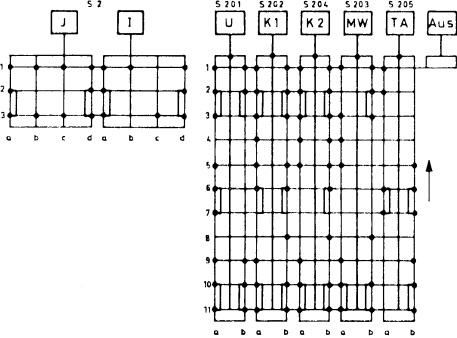 S 2 S 201 S 202 S 204 S 203 S 205
J I U K1 K2 MW TA Aus
1 1
2 2
3 3
a b c d a b c d 4
5
6
7
8
9
10
11
a b a b a b a b a b